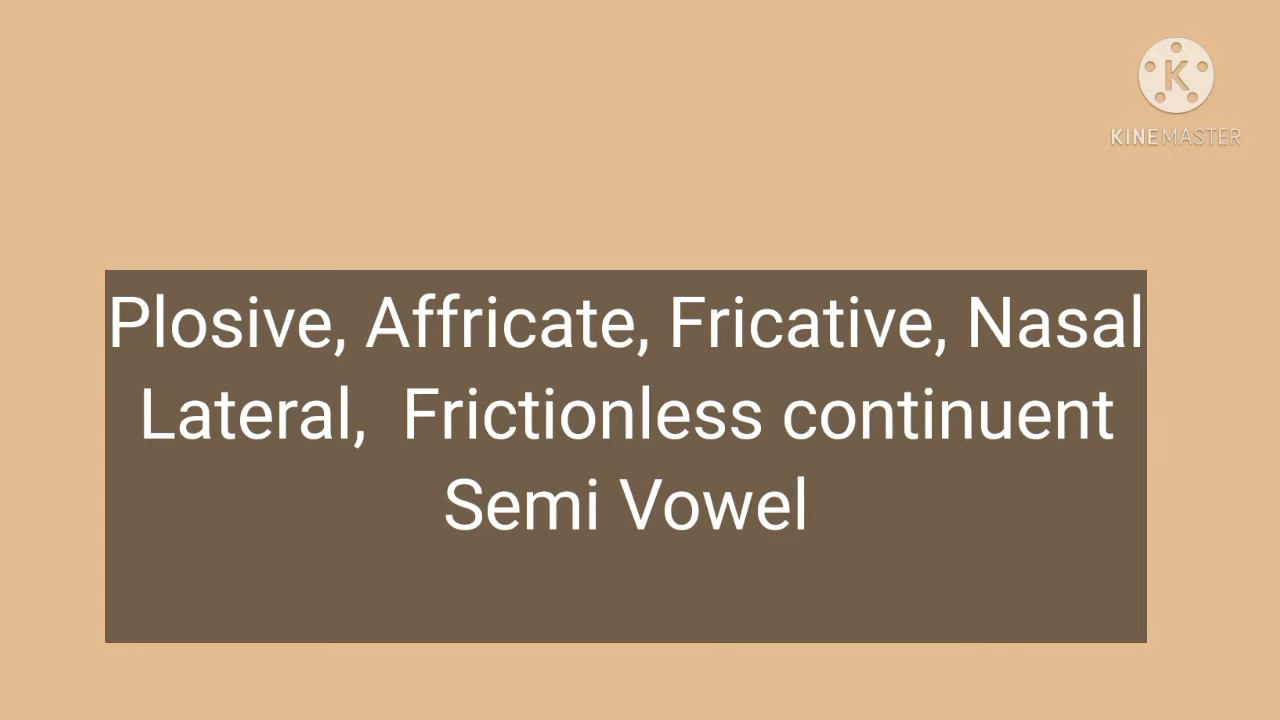 K
KINEMASTER
Plosive, Affricate, Fricative, Nasal
Lateral,  Frictionless continuent
Semi Vowel